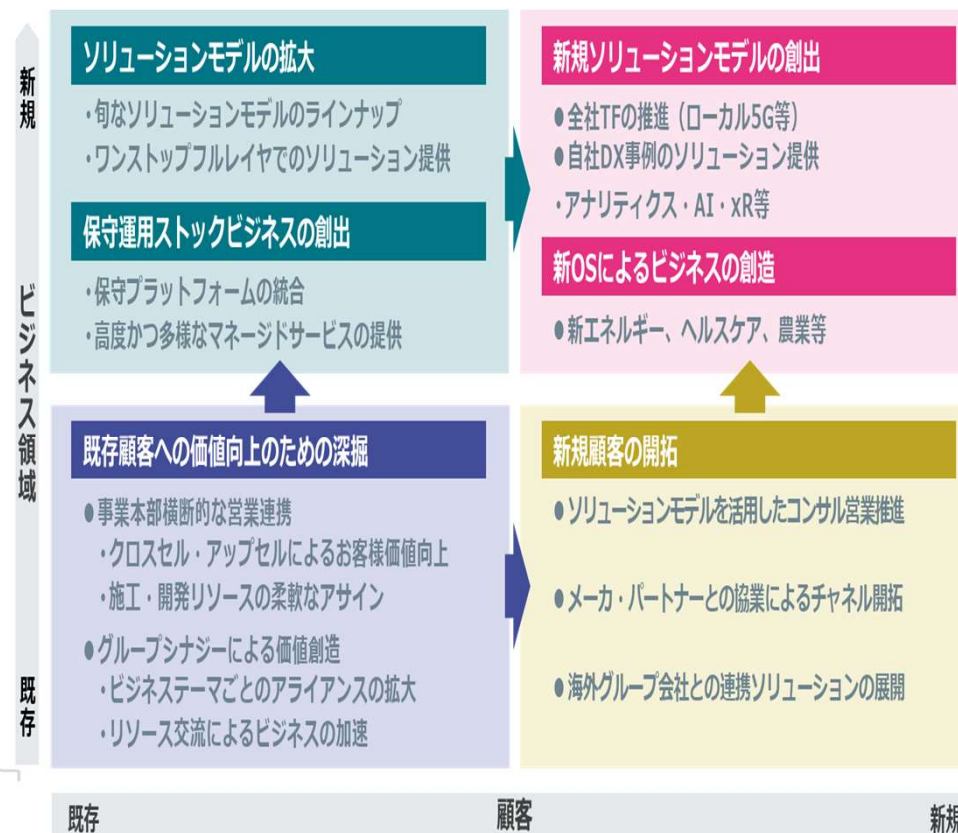 新規
ビジネス領域
既存
ソリューションモデルの拡大
・旬なソリューションモデルのラインナップ
・ワンストップフルレイヤでのソリューション提供
保守運用ストックビジネスの創出
・保守プラットフォームの統合
・高度かつ多様なマネージドサービスの提供
新規ソリューションモデルの創出
●全社TFの推進（ローカル5G等）
●自社DX事例のソリューション提供
・アナリティクス・AI・xR等
新OSによるビジネスの創造
●新エネルギー、ヘルスケア、農業等
既存顧客への価値向上のための深掘
●事業本部横断的な営業連携
・クロスセル・アップセルによるお客様価値向上
・施工・開発リソースの柔軟なアサイン
●グループシナジーによる価値創造
・ビジネステーマごとのアライアンスの拡大
・リソース交流によるビジネスの加速
新規顧客の開拓
●ソリューションモデルを活用したコンサル営業推進
●メーカ・パートナーとの協業によるチャネル開拓
●海外グループ会社との連携ソリューションの展開
既存
顧客
新規